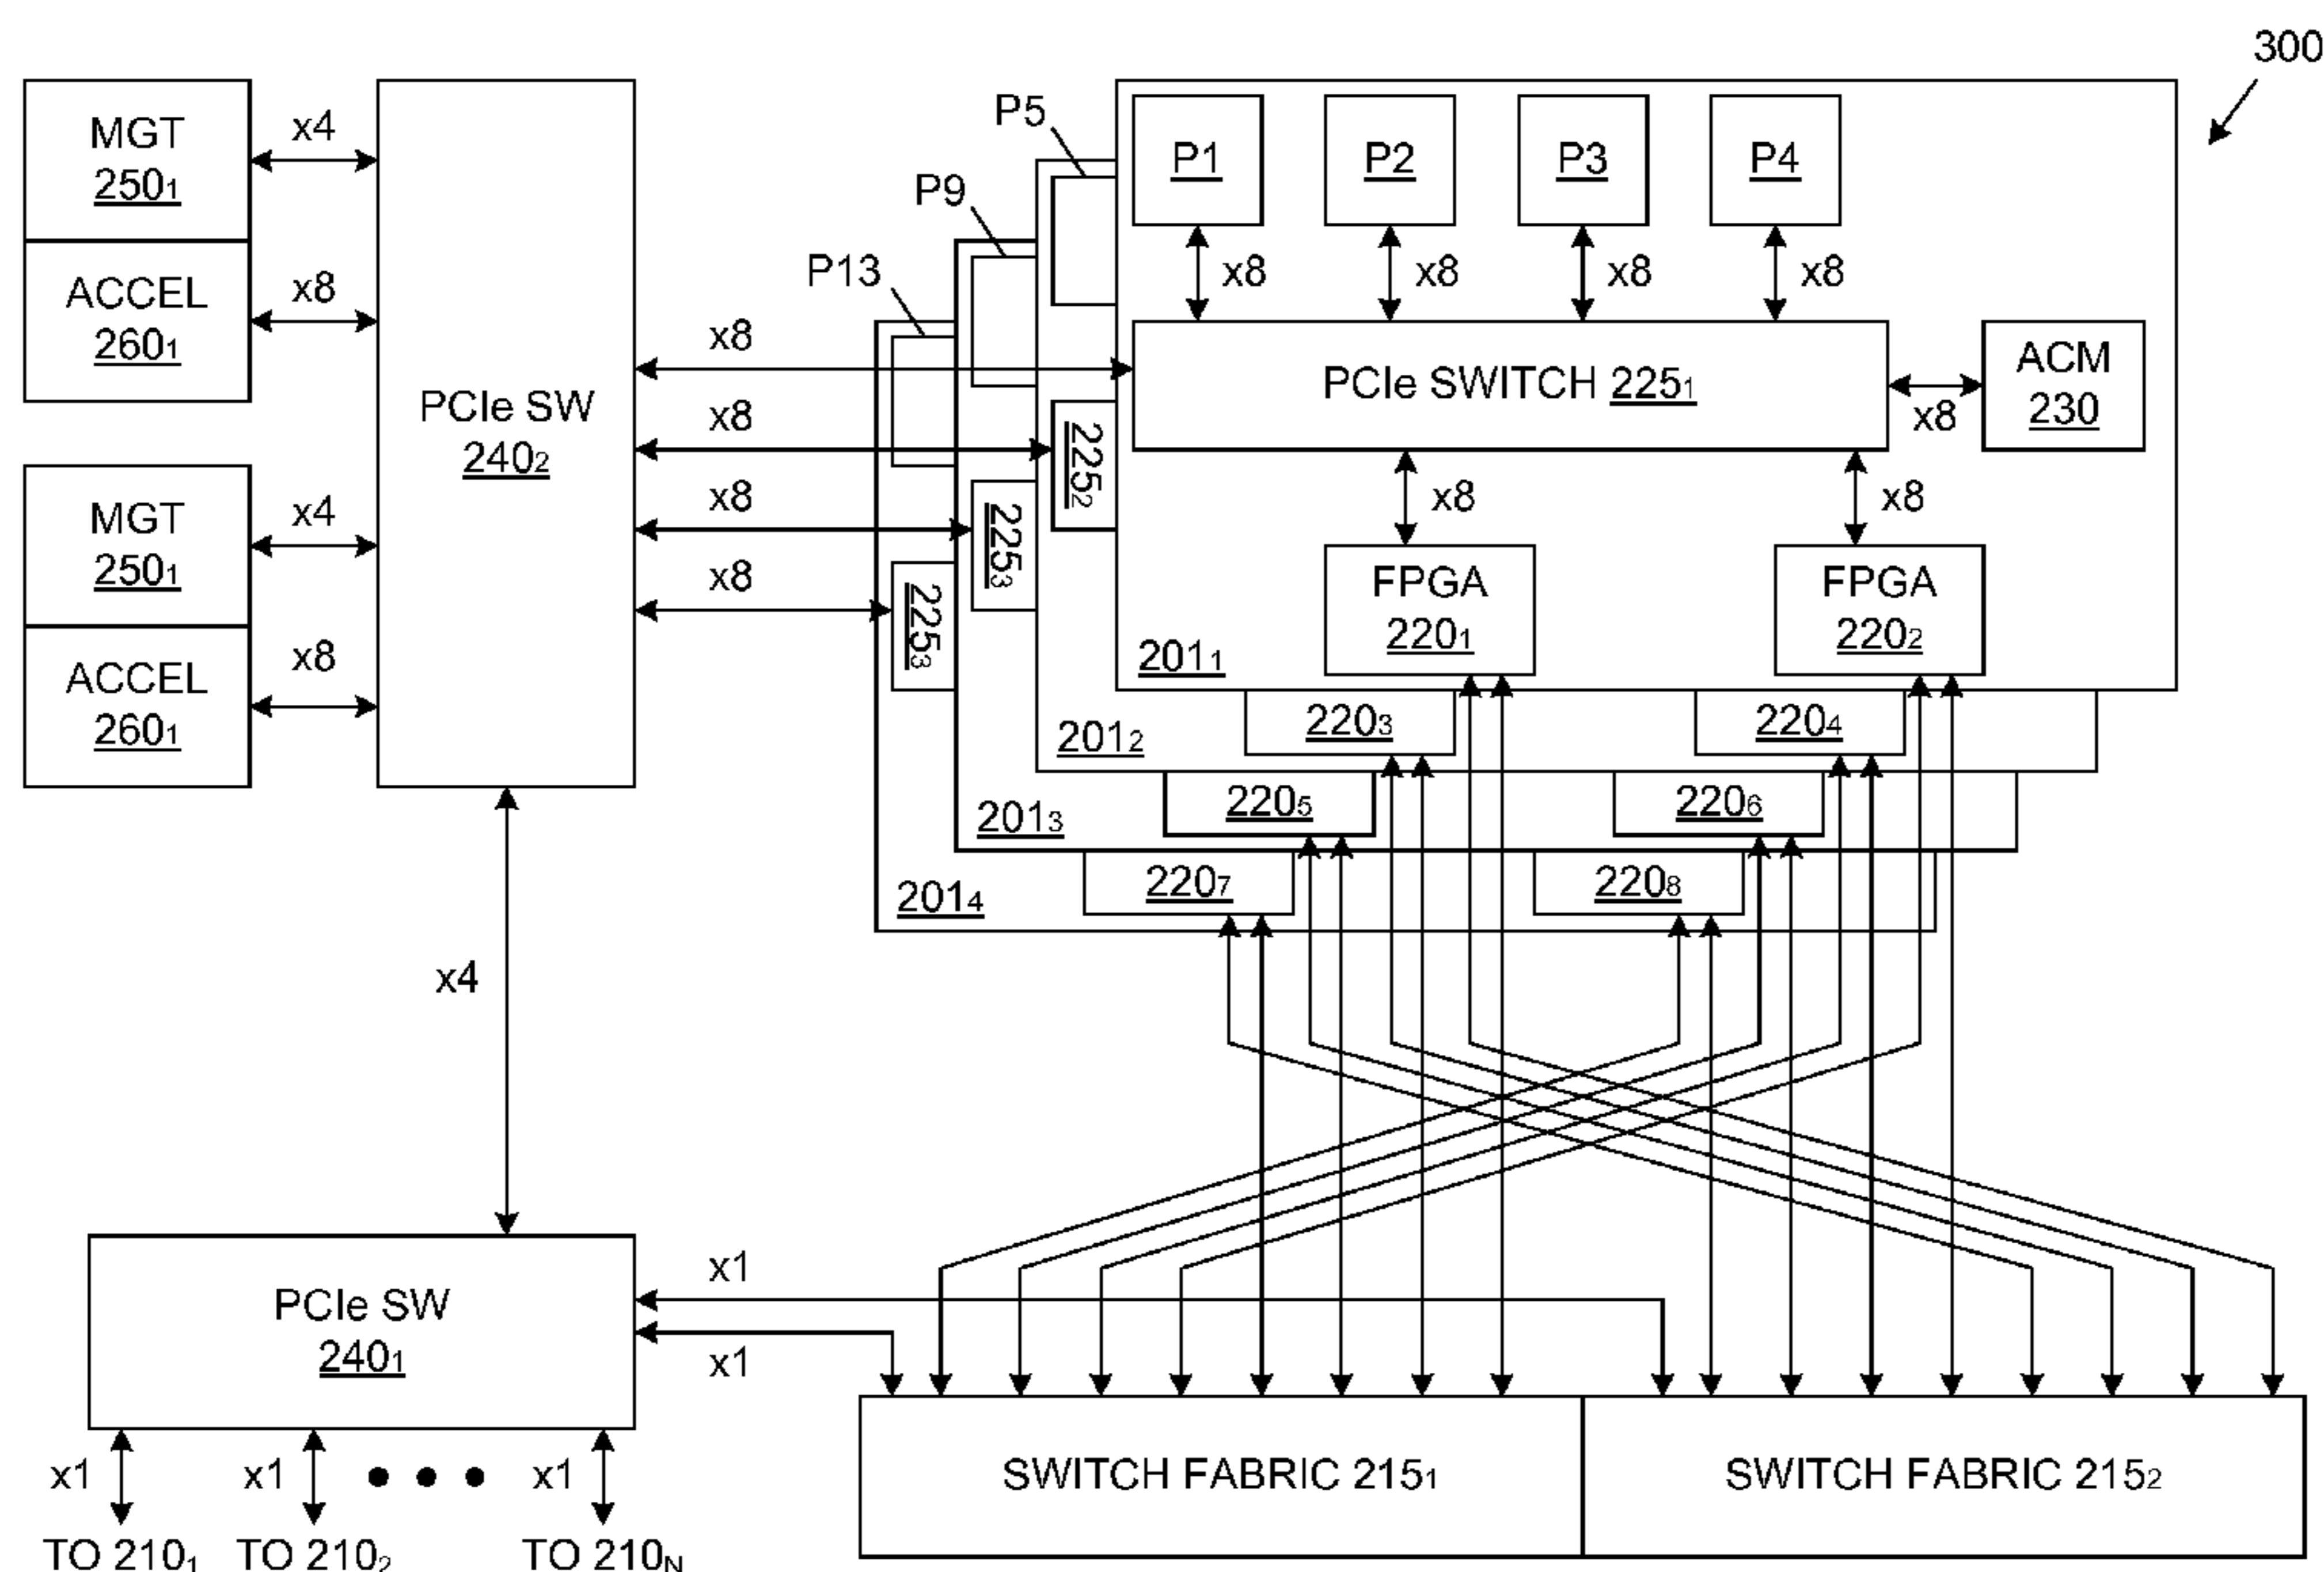 300
MGT
250₁
x4
ACCEL
260₁
x8
MGT
250₁
x4
ACCEL
260₁
x8
PCIe SW
240₂
x8
x8
x8
x8
P5
P9
P13
P1
P2
P3
P4
x8
x8
x8
x8
PCIe SWITCH 225₁
x8
ACM
230
225₂
225₃
225₃
x8
x8
FPGA
220₁
FPGA
220₂
201₁
220₃
220₄
201₂
220₅
220₆
201₃
220₇
220₈
201₄
x4
PCIe SW
240₁
x1
x1
x1
x1
x1
TO 210₁
TO 210₂
TO 210N
SWITCH FABRIC 215₁
SWITCH FABRIC 215₂